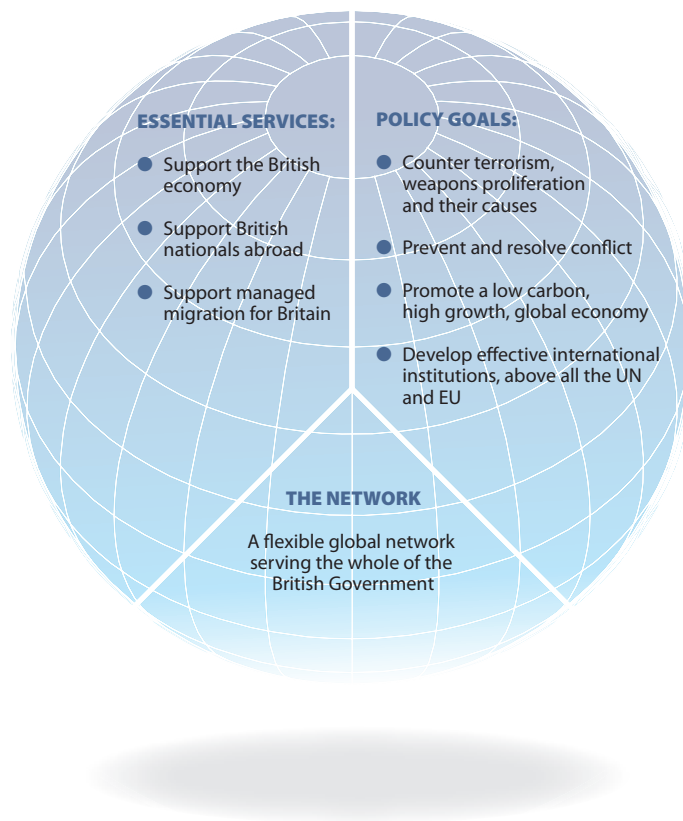 ESSENTIAL SERVICES:
Support the British
economy
Support British
nationals abroad
Support managed
migration for Britain
POLICY GOALS:
Counter terrorism,
weapons proliferation
and their causes
Prevent and resolve conflict
Promote a low carbon,
high growth, global economy
Develop effective international
institutions, above all the UN
and EU
THE NETWORK
A flexible global network
serving the whole of the
British Government